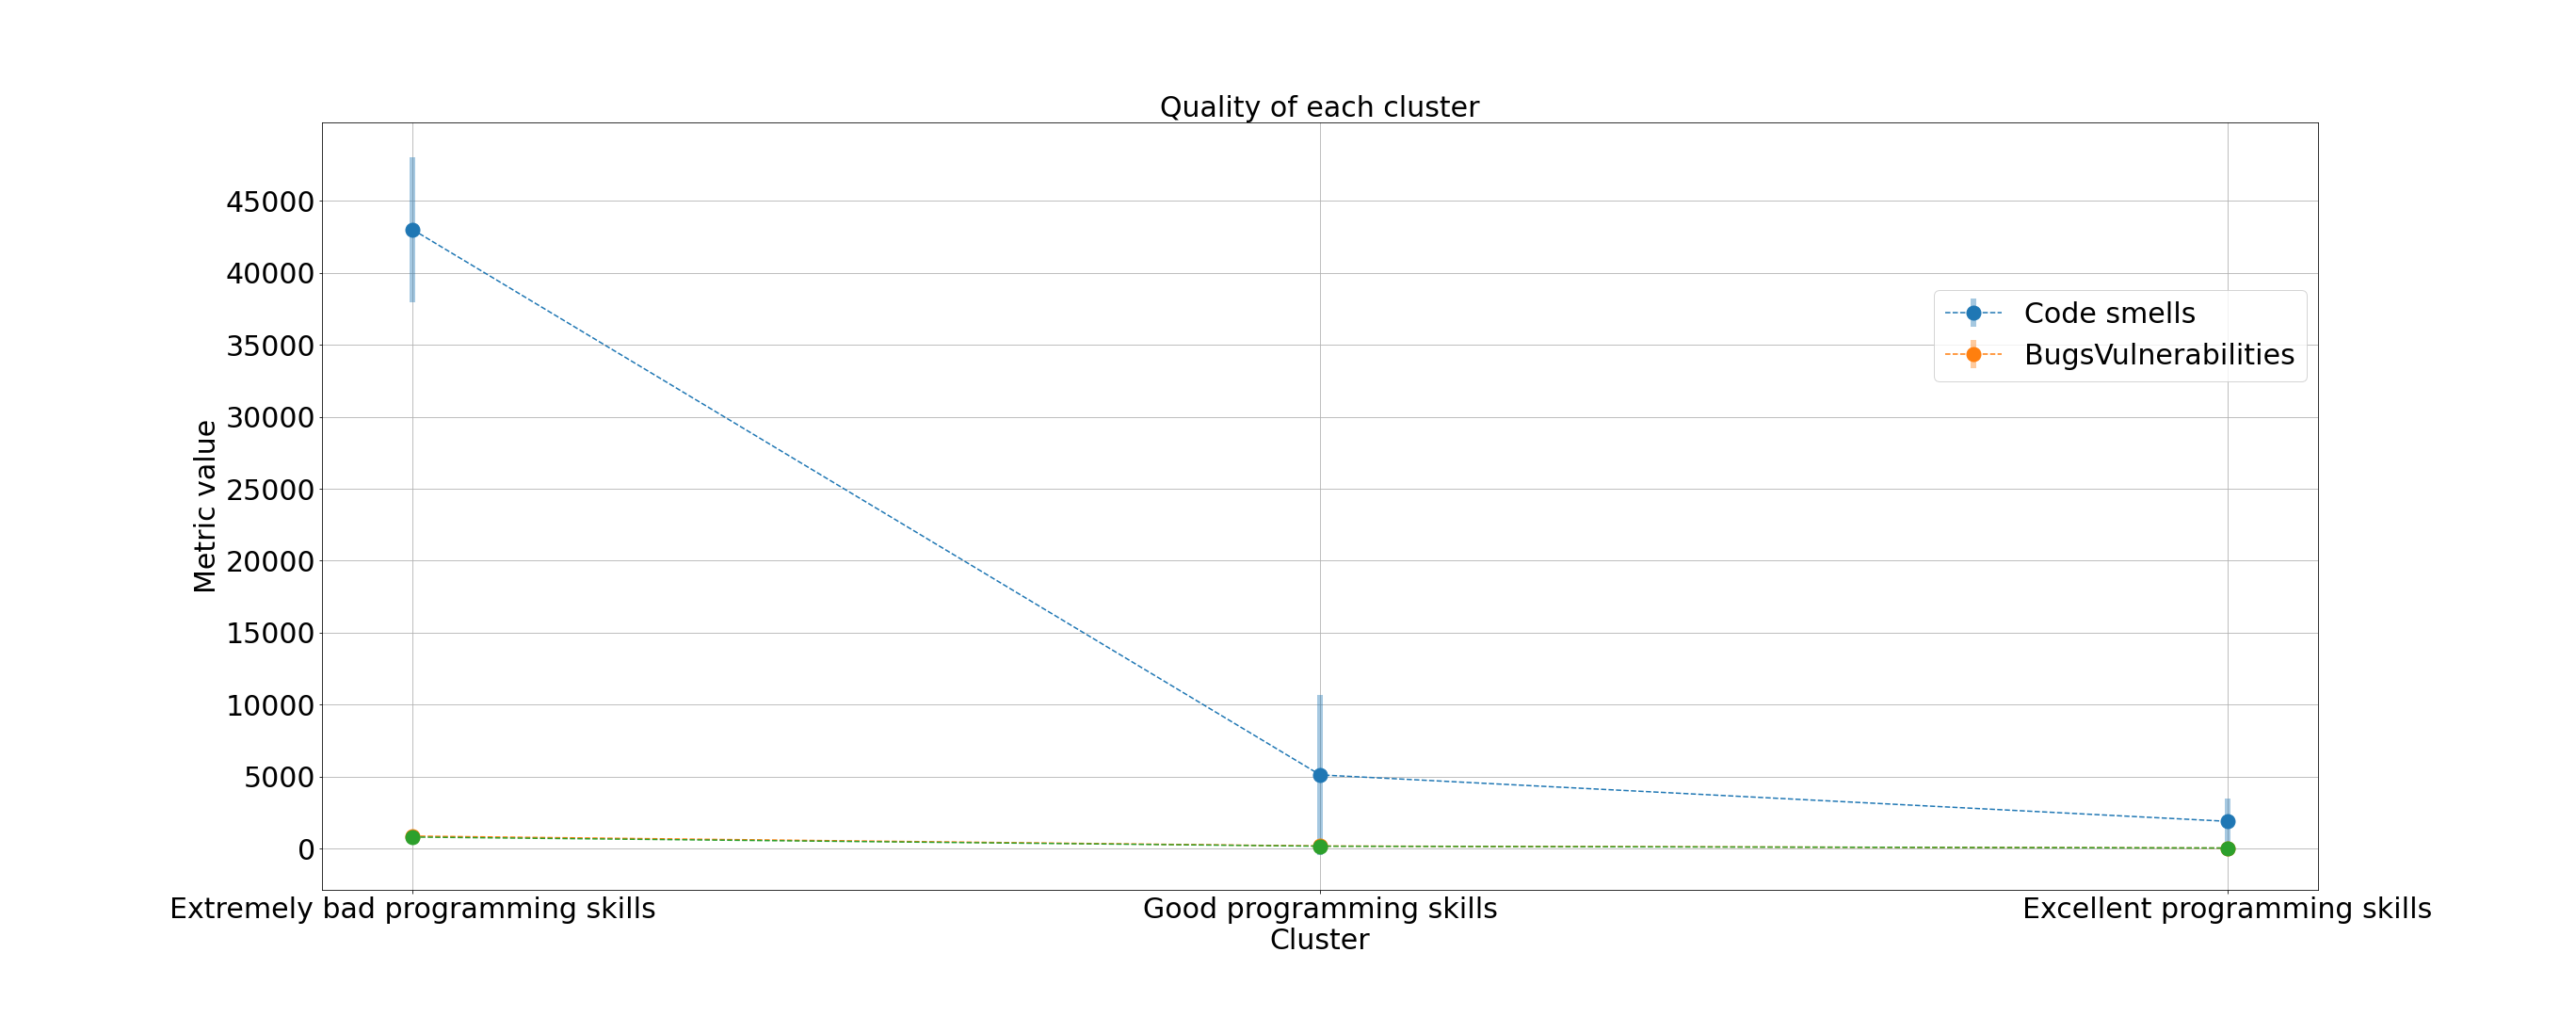 Quality of each cluster
45000
40000
35000
30000
25000
20000
15000
10000
5000
0
Metric value
Code smells
BugsVulnerabilities
Extremely bad programming skills
Good programming skills
Excellent programming skills
Cluster